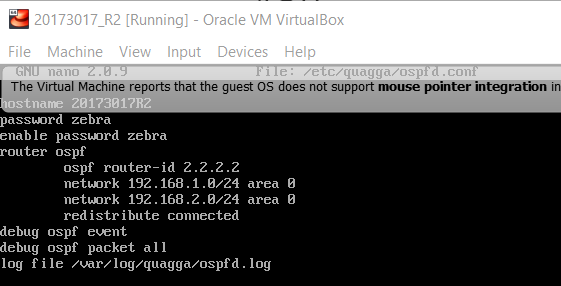 20173017_R2 [Running] - Oracle VM VirtualBox
File Machine View Input Devices Help
GNU nano 2.0.9 File: /etc/quagga/ospfd.conf
The Virtual Machine reports that the guest OS does not support mouse pointer integration in
hostname 20173017R2
password zebra
enable password zebra
router ospf
ospf router-id 2.2.2.2
network 192.168.1.0/24 area 0
network 192.168.2.0/24 area 0
redistribute connected
debug ospf event
debug ospf packet all
log file /var/log/quagga/ospfd.log